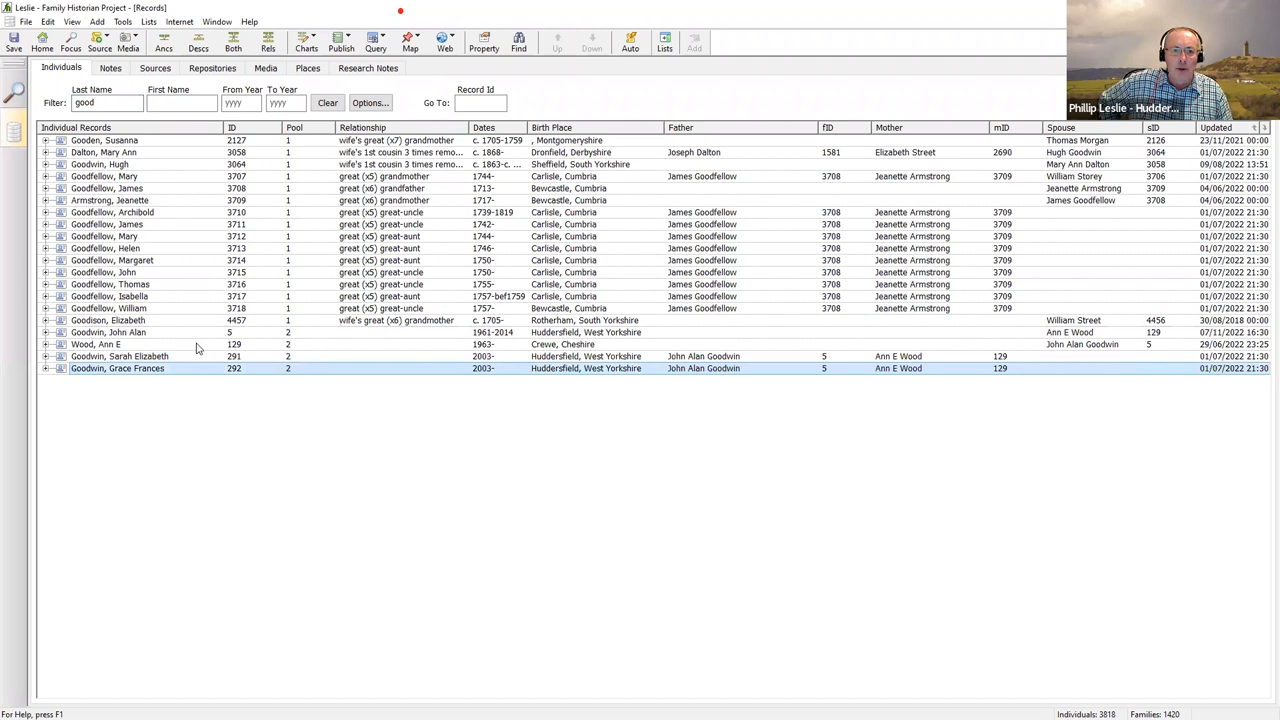 Leslie - Family Historian Project - [Records]
File Edit View Add Tools Lists Internet Window Help
Save Home Focus Source Media Ancs Descs Both Rels Charts Publish Query Map Web Property Find Up Down Auto Lists Add
Individuals Notes Sources Repositories Media Places Research Notes
Last Name First Name From Year To Year Record Id
Filter: good yyyy yyyy Clear Options... Go To:
Phillip Leslie - Hudder...
Individual Records ID Pool Relationship Dates Birth Place Father fID Mother mID Spouse sID Updated
Gooden, Susanna 2127 1 wife's great (x7) grandmother c. 1705-1759 , Montgomeryshire Thomas Morgan 2126 23/11/2021 00:00
Dalton, Mary Ann 3058 1 wife's 1st cousin 3 times remo... c. 1868- Dronfield, Derbyshire Joseph Dalton 1581 Elizabeth Street 2690 Hugh Goodwin 3064 01/07/2022 21:30
Goodwin, Hugh 3064 1 wife's 1st cousin 3 times remo... c. 1863-c. ... Sheffield, South Yorkshire Mary Ann Dalton 3058 09/08/2022 13:51
Goodfellow, Mary 3707 1 great (x5) grandmother 1744- Carlisle, Cumbria James Goodfellow 3708 Jeanette Armstrong 3709 William Storey 3706 01/07/2022 21:30
Goodfellow, James 3708 1 great (x6) grandfather 1713- Bewcastle, Cumbria Jeanette Armstrong 3709 04/06/2022 00:00
Armstrong, Jeanette 3709 1 great (x6) grandmother 1717- Bewcastle, Cumbria James Goodfellow 3708 04/06/2022 00:00
Goodfellow, Archibold 3710 1 great (x5) great-uncle 1739-1819 Carlisle, Cumbria James Goodfellow 3708 Jeanette Armstrong 3709 01/07/2022 21:30
Goodfellow, James 3711 1 great (x5) great-uncle 1742- Carlisle, Cumbria James Goodfellow 3708 Jeanette Armstrong 3709 01/07/2022 21:30
Goodfellow, Mary 3712 1 great (x5) great-aunt 1744- Carlisle, Cumbria James Goodfellow 3708 Jeanette Armstrong 3709 01/07/2022 21:30
Goodfellow, Helen 3713 1 great (x5) great-aunt 1746- Carlisle, Cumbria James Goodfellow 3708 Jeanette Armstrong 3709 01/07/2022 21:30
Goodfellow, Margaret 3714 1 great (x5) great-aunt 1750- Carlisle, Cumbria James Goodfellow 3708 Jeanette Armstrong 3709 01/07/2022 21:30
Goodfellow, John 3715 1 great (x5) great-uncle 1750- Carlisle, Cumbria James Goodfellow 3708 Jeanette Armstrong 3709 01/07/2022 21:30
Goodfellow, Thomas 3716 1 great (x5) great-uncle 1755- Carlisle, Cumbria James Goodfellow 3708 Jeanette Armstrong 3709 01/07/2022 21:30
Goodfellow, Isabella 3717 1 great (x5) great-aunt 1757-bef1759 Carlisle, Cumbria James Goodfellow 3708 Jeanette Armstrong 3709 01/07/2022 21:30
Goodfellow, William 3718 1 great (x5) great-uncle 1757- Bewcastle, Cumbria James Goodfellow 3708 Jeanette Armstrong 3709 01/07/2022 21:30
Goodison, Elizabeth 4457 1 wife's great (x6) grandmother c. 1705- Rotherham, South Yorkshire William Street 4456 30/08/2018 00:00
Goodwin, John Alan 5 2 1961-2014 Huddersfield, West Yorkshire Ann E Wood 129 07/11/2022 16:30
Wood, Ann E 129 2 1963- Crewe, Cheshire John Alan Goodwin 5 29/06/2022 23:25
Goodwin, Sarah Elizabeth 291 2 2003- Huddersfield, West Yorkshire John Alan Goodwin 5 Ann E Wood 129 01/07/2022 21:30
Goodwin, Grace Frances 292 2 2003- Huddersfield, West Yorkshire John Alan Goodwin 5 Ann E Wood 129 01/07/2022 21:30
For Help, press F1 Individuals: 3818 Families: 1420